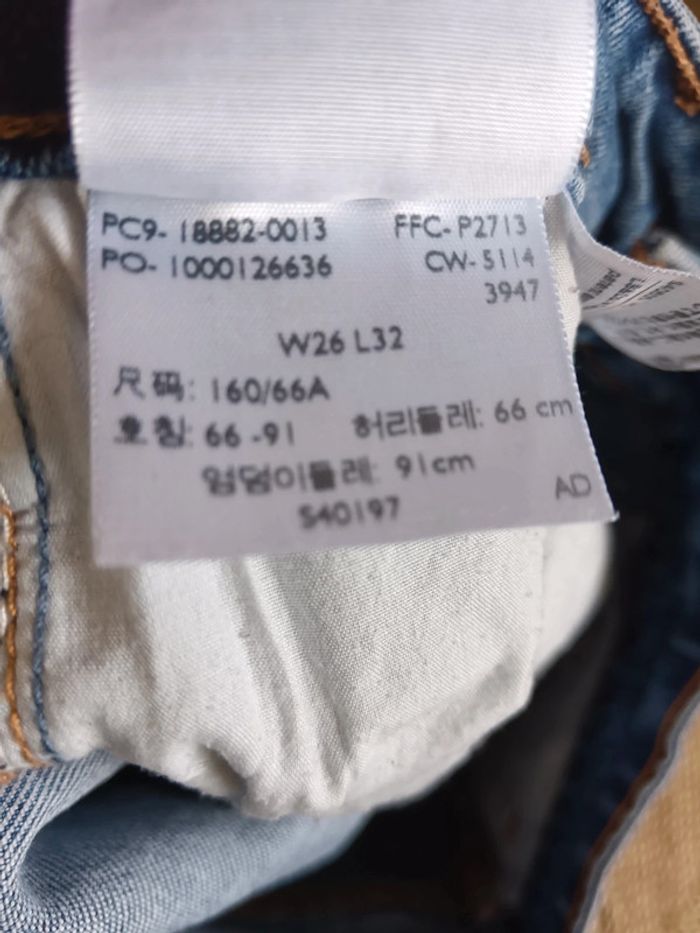 PC9- 18882-0013 FFC- P2713
PO- 1000126636 CW- 5114
3947
W26 L32
尺码: 160/66A
호칭: 66 -91 허리둘레: 66 cm
엉덩이둘레: 91cm
S40197
AD